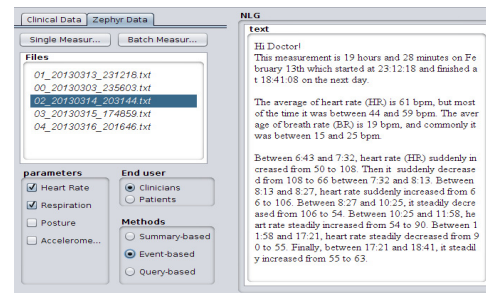 Clinical Data
Zephyr Data
Single Measur...
Batch Measur...
Files
01_20130313_231218.txt
00_20130303_235603.txt
02_20130314_203144.txt
03_20130315_174859.txt
04_20130316_201646.txt
parameters
Heart Rate
Respiration
Posture
Accelerome...
End user
Clinicians
Patients
Methods
Summary-based
Event-based
Query-based
NLG
text
Hi Doctor!
This measurement is 19 hours and 28 minutes on Fe
bruary 13th which started at 23:12:18 and finished a
t 18:41:08 on the next day.
The average of heart rate (HR) is 61 bpm, but most
of the time it was between 44 and 59 bpm. The aver
age of breath rate (BR) is 19 bpm, and commonly it
was between 15 and 25 bpm.
Between 6:43 and 7:32, heart rate (HR) suddenly in
creased from 50 to 108. Then it suddenly decrease
d from 108 to 66 between 7:32 and 8:13. Between
8:13 and 8:27, heart rate suddenly increased from 6
6 to 106. Between 8:27 and 10:25, it steadily decre
ased from 106 to 54. Between 10:25 and 11:58, he
art rate steadily increased from 54 to 90. Between 1
1:58 and 17:21, heart rate steadily decreased from 9
0 to 55. Finally, between 17:21 and 18:41, it steadil
y increased from 55 to 63.